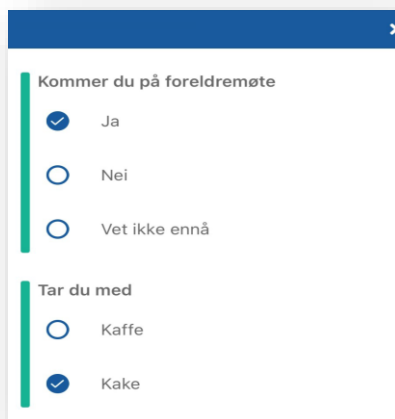 Kommer du på foreldremøte
Ja
Nei
Vet ikke ennå
Tar du med
Kaffe
Kake